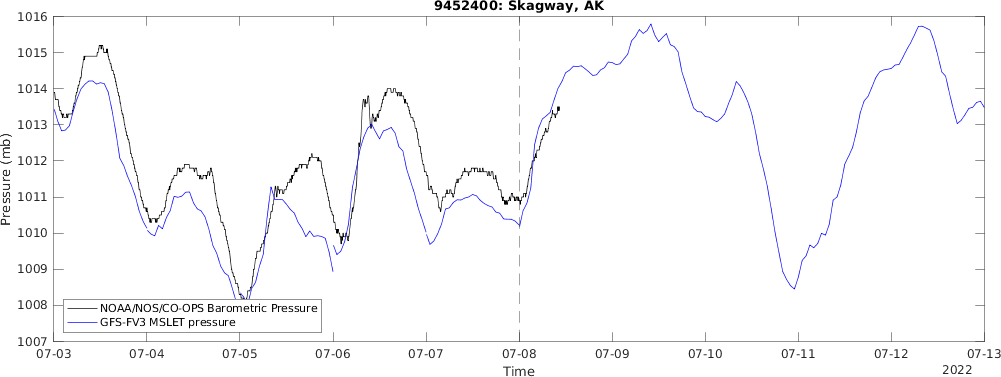 9452400: Skagway, AK
1016
1015
1014
1013
1012
1011
1010
1009
1008
1007
Pressure (mb)
NOAA/NOS/CO-OPS Barometric Pressure
GFS-FV3 MSLET pressure
07-03 07-04 07-05 07-06 07-07 07-08 07-09 07-10 07-11 07-12 07-13
Time
2022